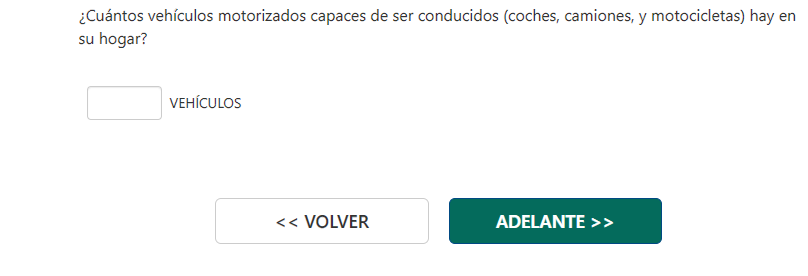 ¿Cuántos vehículos motorizados capaces de ser conducidos (coches, camiones, y motocicletas) hay en
su hogar?
VEHÍCULOS
<< VOLVER
ADELANTE >>